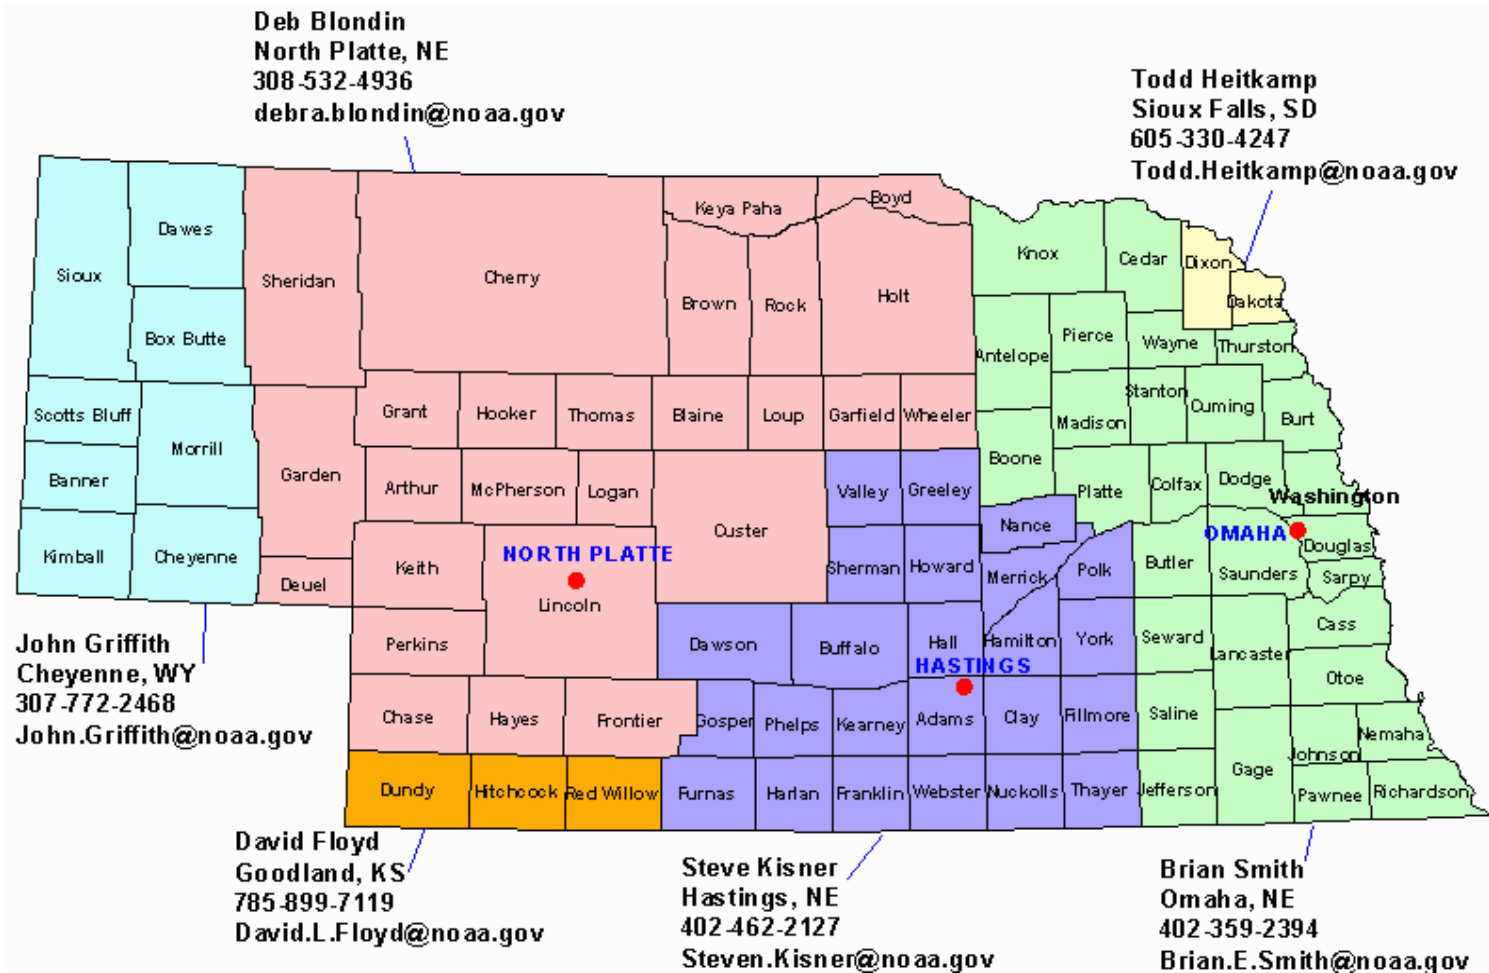 Deb Blondin
North Platte, NE
308-532-4936
debra.blondin@noaa.gov
Todd Heitkamp
Sioux Falls, SD
605-330-4247
Todd.Heitkamp@noaa.gov
Sioux
Dawes
Box Butte
Sheridan
Cherry
Keya Paha
Boyd
Brown
Rock
Holt
Knox
Cedar
Dixon
Dakota
Antelope
Pierce
Wayne
Thurston
Scotts Bluff
Banner
Morrill
Kimball
Cheyenne
Garden
Deuel
Grant
Hooker
Thomas
Blaine
Loup
Garfield
Wheeler
Arthur
McPherson
Logan
Custer
Valley
Greeley
Boone
Madison
Stanton
Cuming
Burt
Platte
Colfax
Dodge
Washington
Nance
Keith
NORTH PLATTE
Lincoln
Sherman
Howard
Merrick
Polk
Butler
OMAHA
Saunders
Douglas
Sarpy
Perkins
Dawson
Buffalo
Hall
Hamilton
York
Seward
Lancaster
Cass
Otoe
HASTINGS
Chase
Hayes
Frontier
Gosper
Phelps
Kearney
Adams
Clay
Fillmore
Saline
Johnson
Nemaha
Dundy
Hitchcock
Red Willow
Furnas
Harlan
Franklin
Webster
Nuckolls
Thayer
Jefferson
Gage
Pawnee
Richardson
John Griffith
Cheyenne, WY
307-772-2468
John.Griffith@noaa.gov
David Floyd
Goodland, KS
785-899-7119
David.L.Floyd@noaa.gov
Steve Kisner
Hastings, NE
402-462-2127
Steven.Kisner@noaa.gov
Brian Smith
Omaha, NE
402-359-2394
Brian.E.Smith@noaa.gov